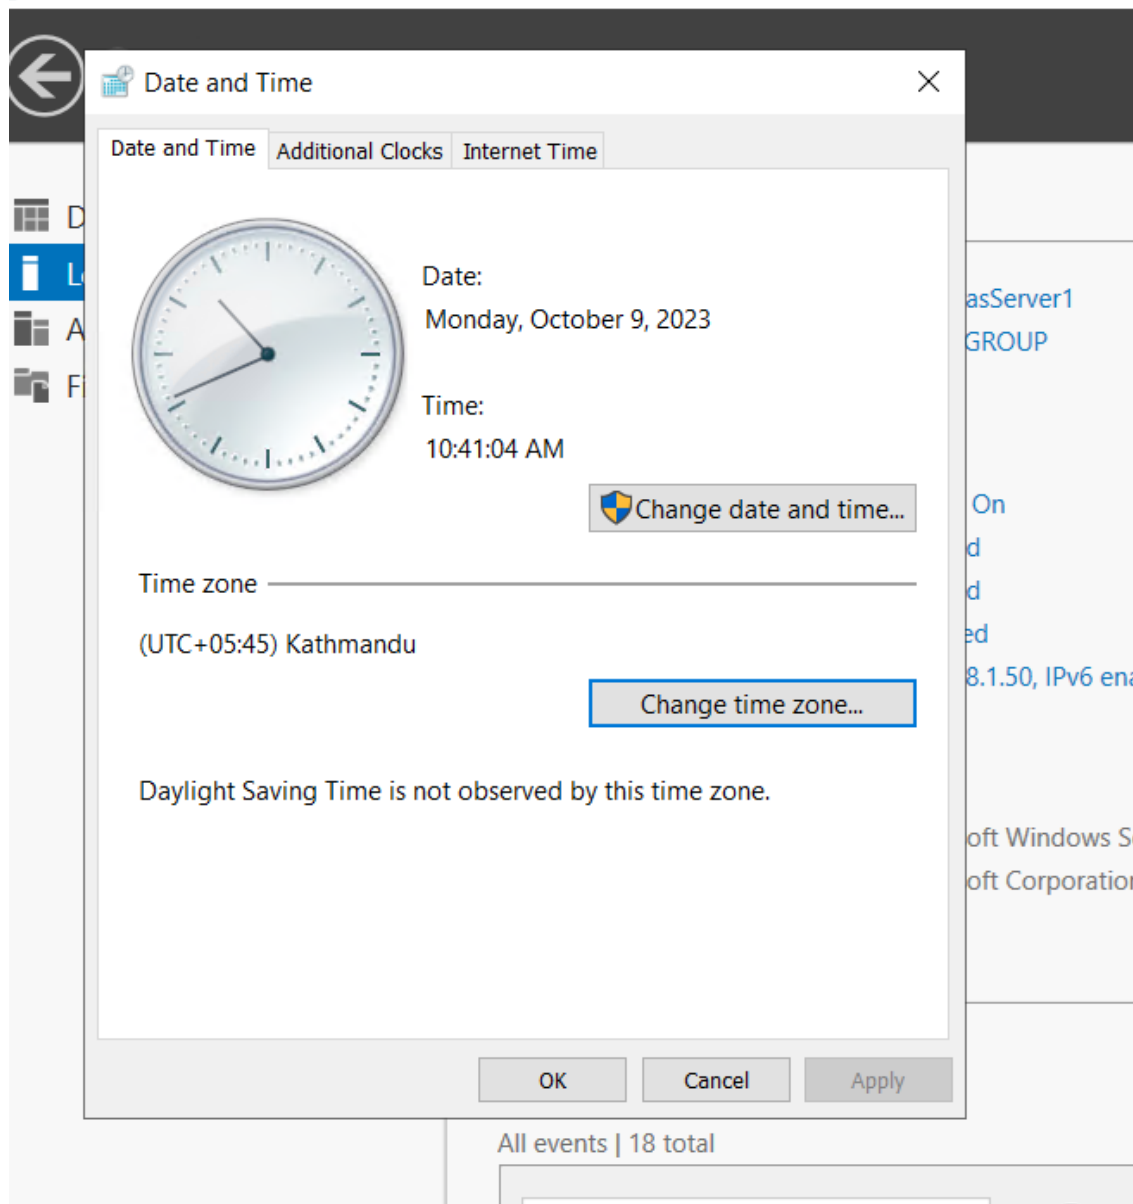 Date and Time
Date and Time
Additional Clocks
Internet Time
Date:
Monday, October 9, 2023
Time:
10:41:04 AM
Change date and time...
Time zone
(UTC+05:45) Kathmandu
Change time zone...
Daylight Saving Time is not observed by this time zone.
OK
Cancel
Apply
asServer1
GROUP
On
d
d
ed
8.1.50, IPv6 ena
oft Windows S
oft Corporation
All events | 18 total
D
L
A
Fi